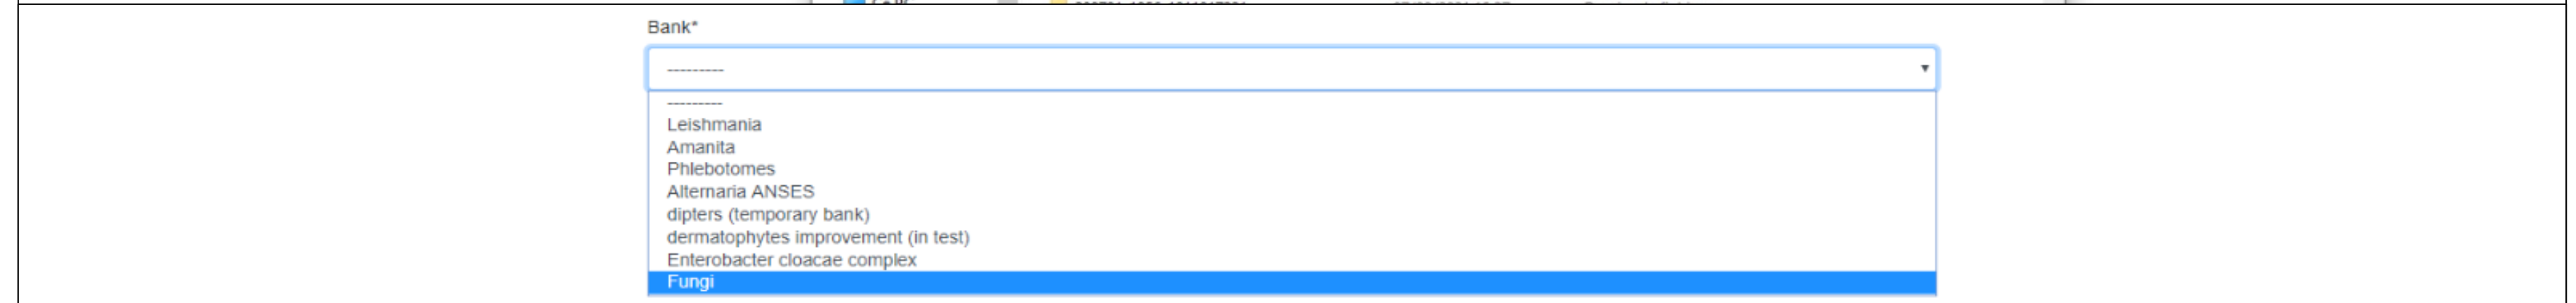 Bank*
---------
---------
Leishmania
Amanita
Phlebotomes
Alternaria ANSES
dipters (temporary bank)
dermatophytes improvement (in test)
Enterobacter cloacae complex
Fungi